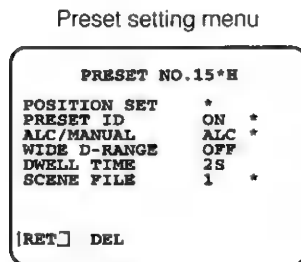 Preset setting menu
PRESET NO.15*H
POSITION SET *
PRESET ID ON *
ALC/MANUAL ALC *
WIDE D-RANGE OFF
DWELL TIME 2S
SCENE FILE 1 *
[RET] DEL